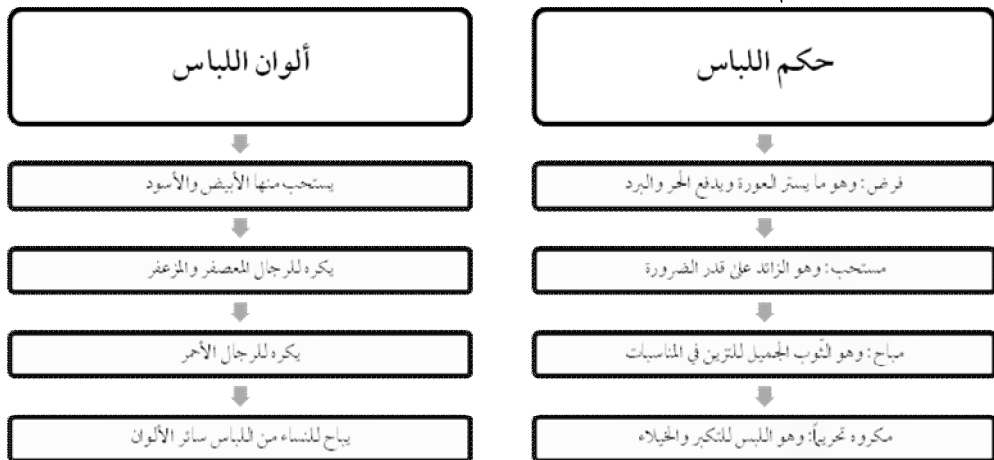 حكم اللباس
فرض: وهو ما يستر العورة ويدفع الحر والبرد
مستحب: وهو الزائد على قدر الضرورة
مباح: وهو الثّوب الجميل للتزين في المناسبات
مكروه تحريماً: وهو اللبس للتكبر والخيلاء
ألوان اللباس
يستحب منها الأبيض والأسود
يكره للرجال المعصفر والمزعفر
يكره للرجال الأحمر
يباح للنساء من اللباس سائر الألوان